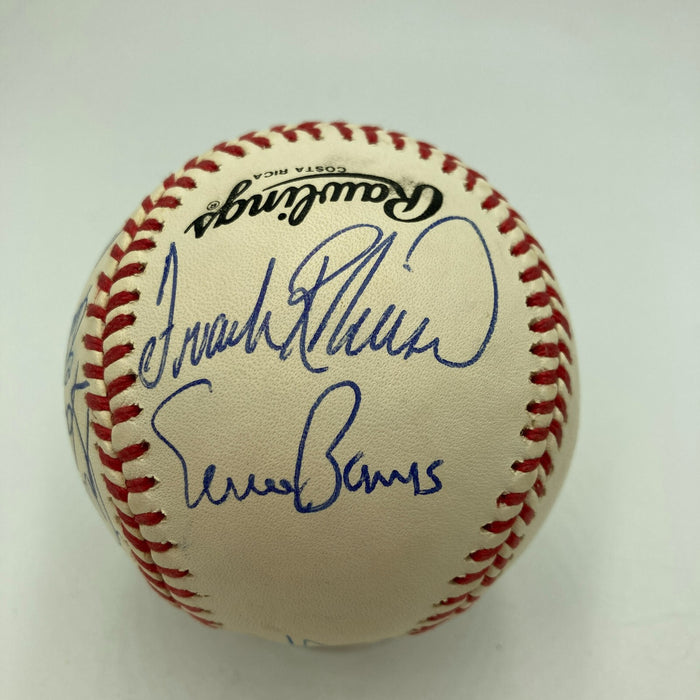 Rawlings®
COSTA RICA
Frank Robinson
Ernie Banks